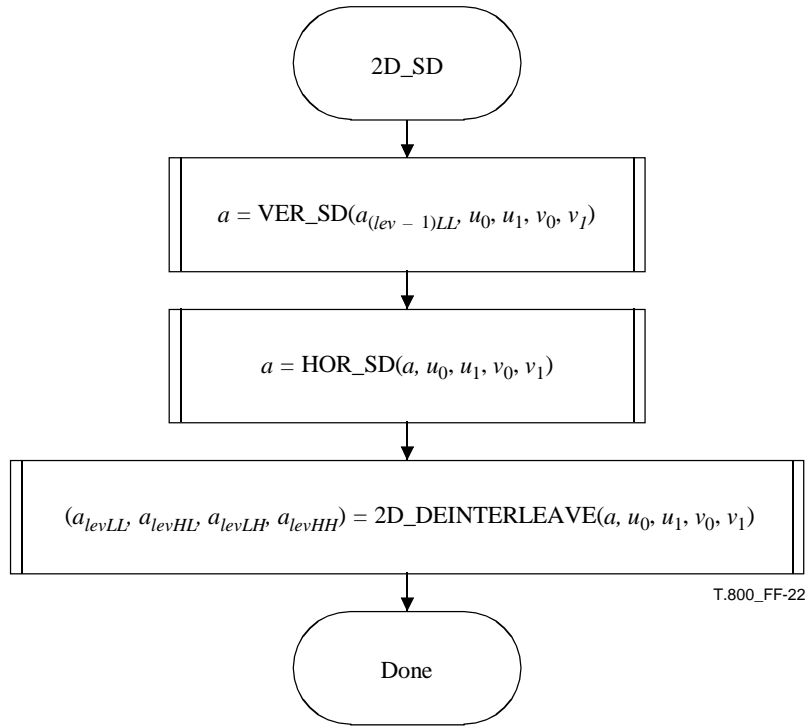 2D_SD
a = VER_SD(a(lev – 1)LL, u0, u1, v0, v1)
a = HOR_SD(a, u0, u1, v0, v1)
(alevLL, alevHL, alevLH, alevHH) = 2D_DEINTERLEAVE(a, u0, u1, v0, v1)
T.800_FF-22
Done